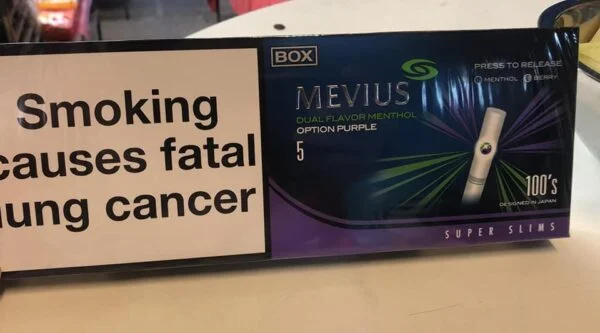 Smoking
causes fatal
lung cancer
BOX
MEVIUS
DUAL FLAVOR MENTHOL
OPTION PURPLE
5
PRESS TO RELEASE
MENTHOL BERRY
100's
DESIGNED IN JAPAN
SUPER SLIMS